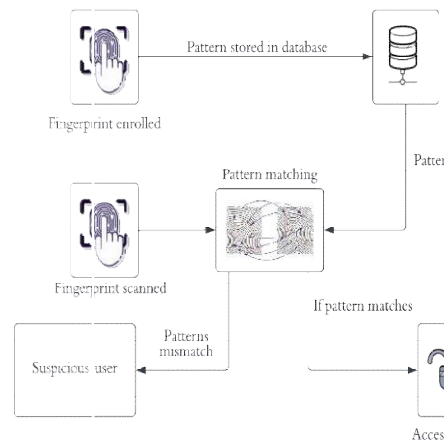 Pattern stored in database
Fingerprint enrolled
Pattern matching
Fingerprint scanned
If pattern matches
Patterns
mismatch
Suspicious user